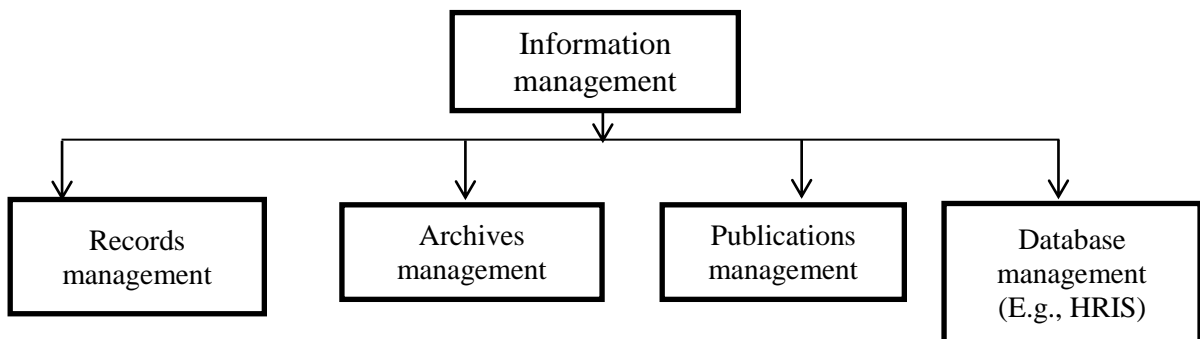 Information
management
Records
management
Archives
management
Publications
management
Database
management
(E.g., HRIS)